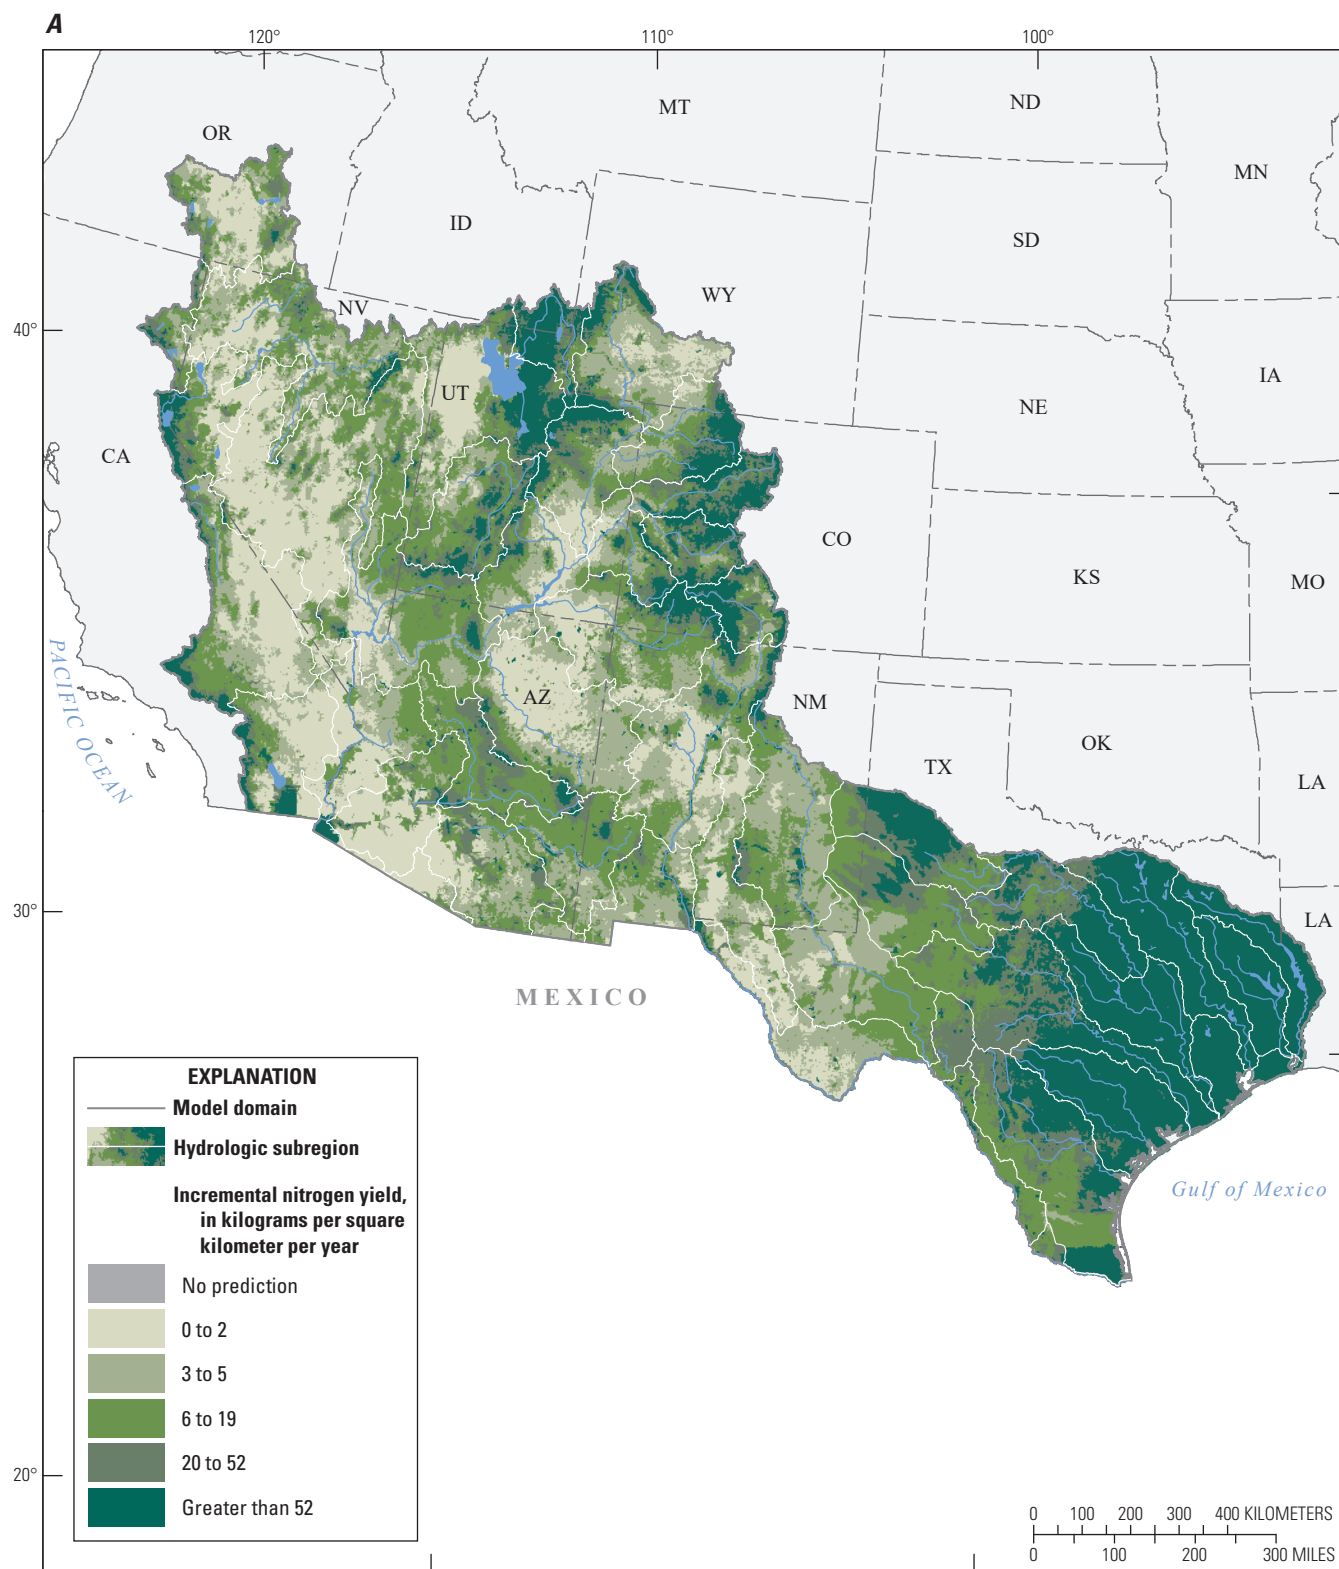 A
120°
110°
100°
OR
MT
ND
MN
ID
SD
WY
40°
NV
IA
UT
NE
CA
CO
KS
MO
PACIFIC OCEAN
AZ
NM
OK
TX
LA
30°
LA
MEXICO
Gulf of Mexico
EXPLANATION
Model domain
Hydrologic subregion
Incremental nitrogen yield,
in kilograms per square
kilometer per year
No prediction
0 to 2
3 to 5
6 to 19
20 to 52
Greater than 52
20°
0 100 200 300 400 KILOMETERS
0 100 200 300 MILES